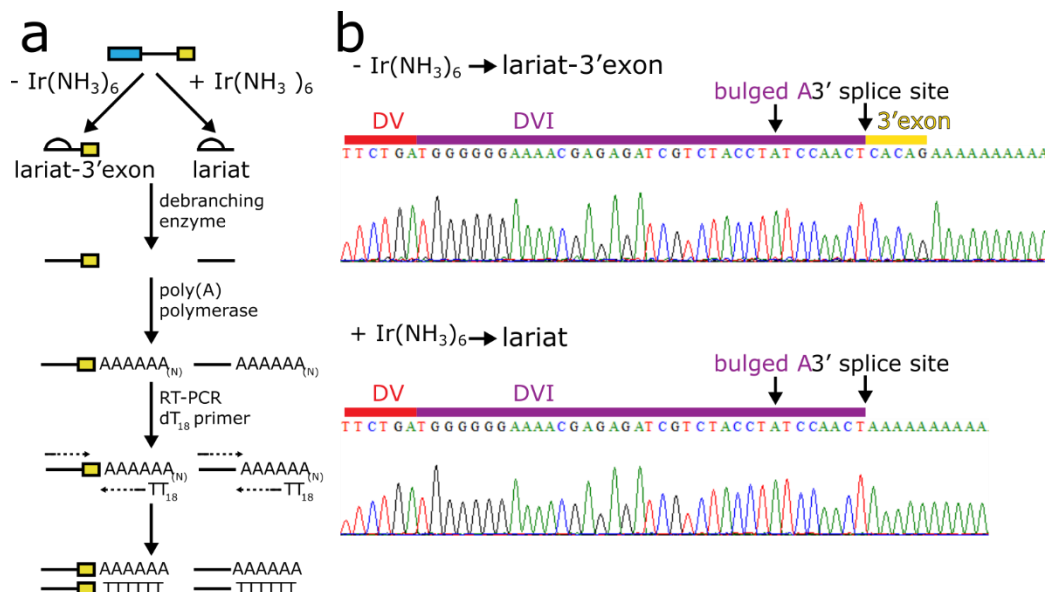 a
- Ir(NH3)6
+ Ir(NH3)6
lariat-3'exon
lariat
debranching
enzyme
poly(A)
polymerase
AAAAAA(N)
AAAAAA(N)
RT-PCR
dT18 primer
AAAAAA(N)
AAAAAA(N)
TT18
TT18
AAAAAA
AAAAAA
TTTTTT
TTTTTT
b
- Ir(NH3)6 → lariat-3'exon
bulged A 3' splice site
DV
DVI
3'exon
TTCTGATGGGGGGAAAACGAGAGATCGTCTACCTATCCAACTCACAGAAAAAAAAAA
+ Ir(NH3)6 → lariat
bulged A 3' splice site
DV
DVI
TTCTGATGGGGGGAAAACGAGAGATCGTCTACCTATCCAACTAAAAAAAAAA